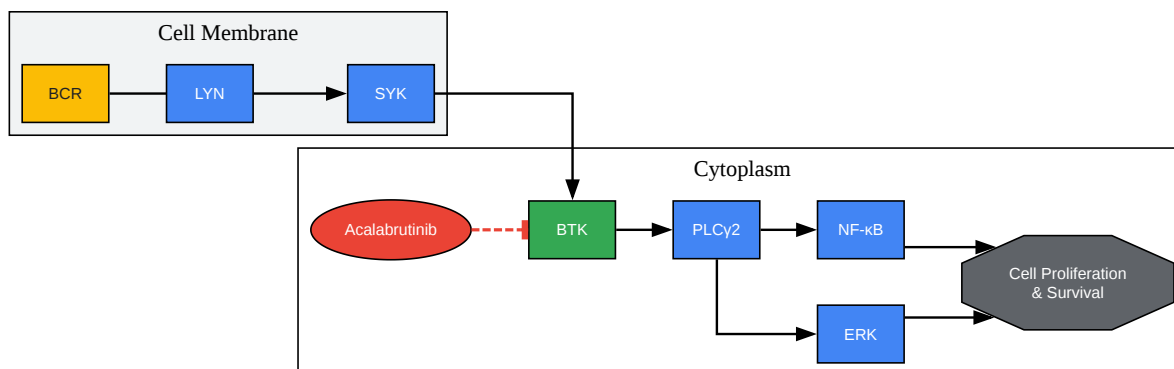 Cell Membrane
BCR
LYN
SYK
Cytoplasm
Acalabrutinib
BTK
PLCγ2
NF-κB
Cell Proliferation
& Survival
ERK